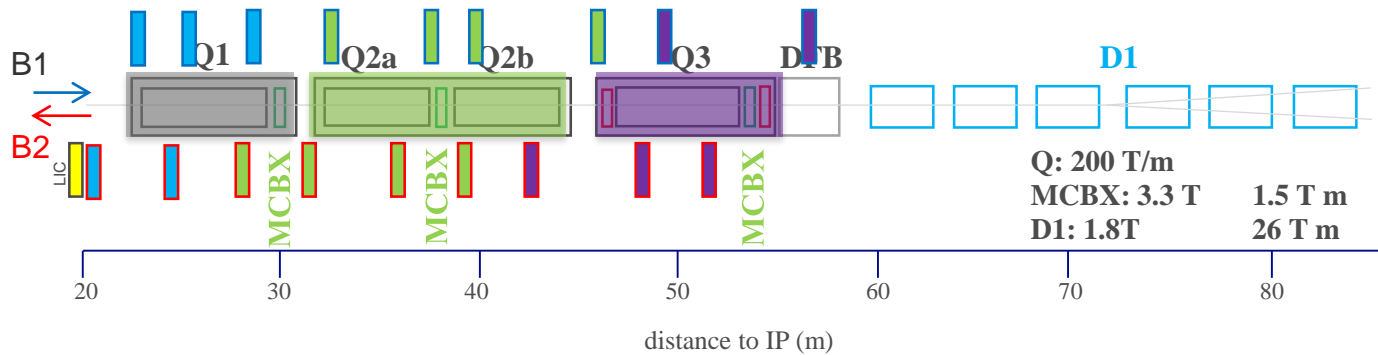 Q1 Q2a Q2b Q3 DFB D1
B1
B2
LIC
MCBX MCBX MCBX
Q: 200 T/m
MCBX: 3.3 T 1.5 T m
D1: 1.8T 26 T m
20 30 40 50 60 70 80
distance to IP (m)